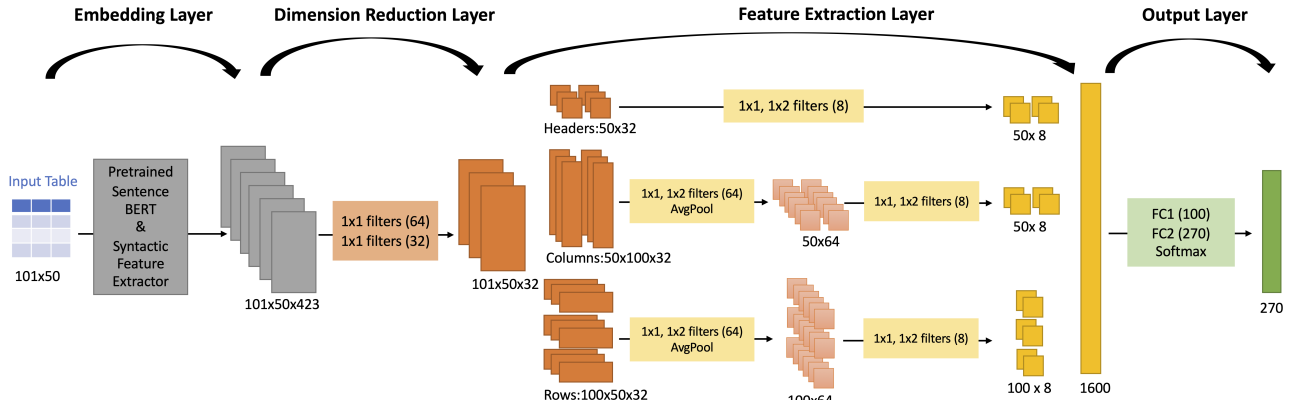 Embedding Layer
Dimension Reduction Layer
Feature Extraction Layer
Output Layer
Input Table
101x50
Pretrained
Sentence
BERT
&
Syntactic
Feature
Extractor
101x50x423
1x1 filters (64)
1x1 filters (32)
101x50x32
Headers:50x32
1x1, 1x2 filters (8)
50x 8
Columns:50x100x32
1x1, 1x2 filters (64)
AvgPool
50x64
1x1, 1x2 filters (8)
50x 8
Rows:100x50x32
1x1, 1x2 filters (64)
AvgPool
100x64
1x1, 1x2 filters (8)
100 x 8
1600
FC1 (100)
FC2 (270)
Softmax
270